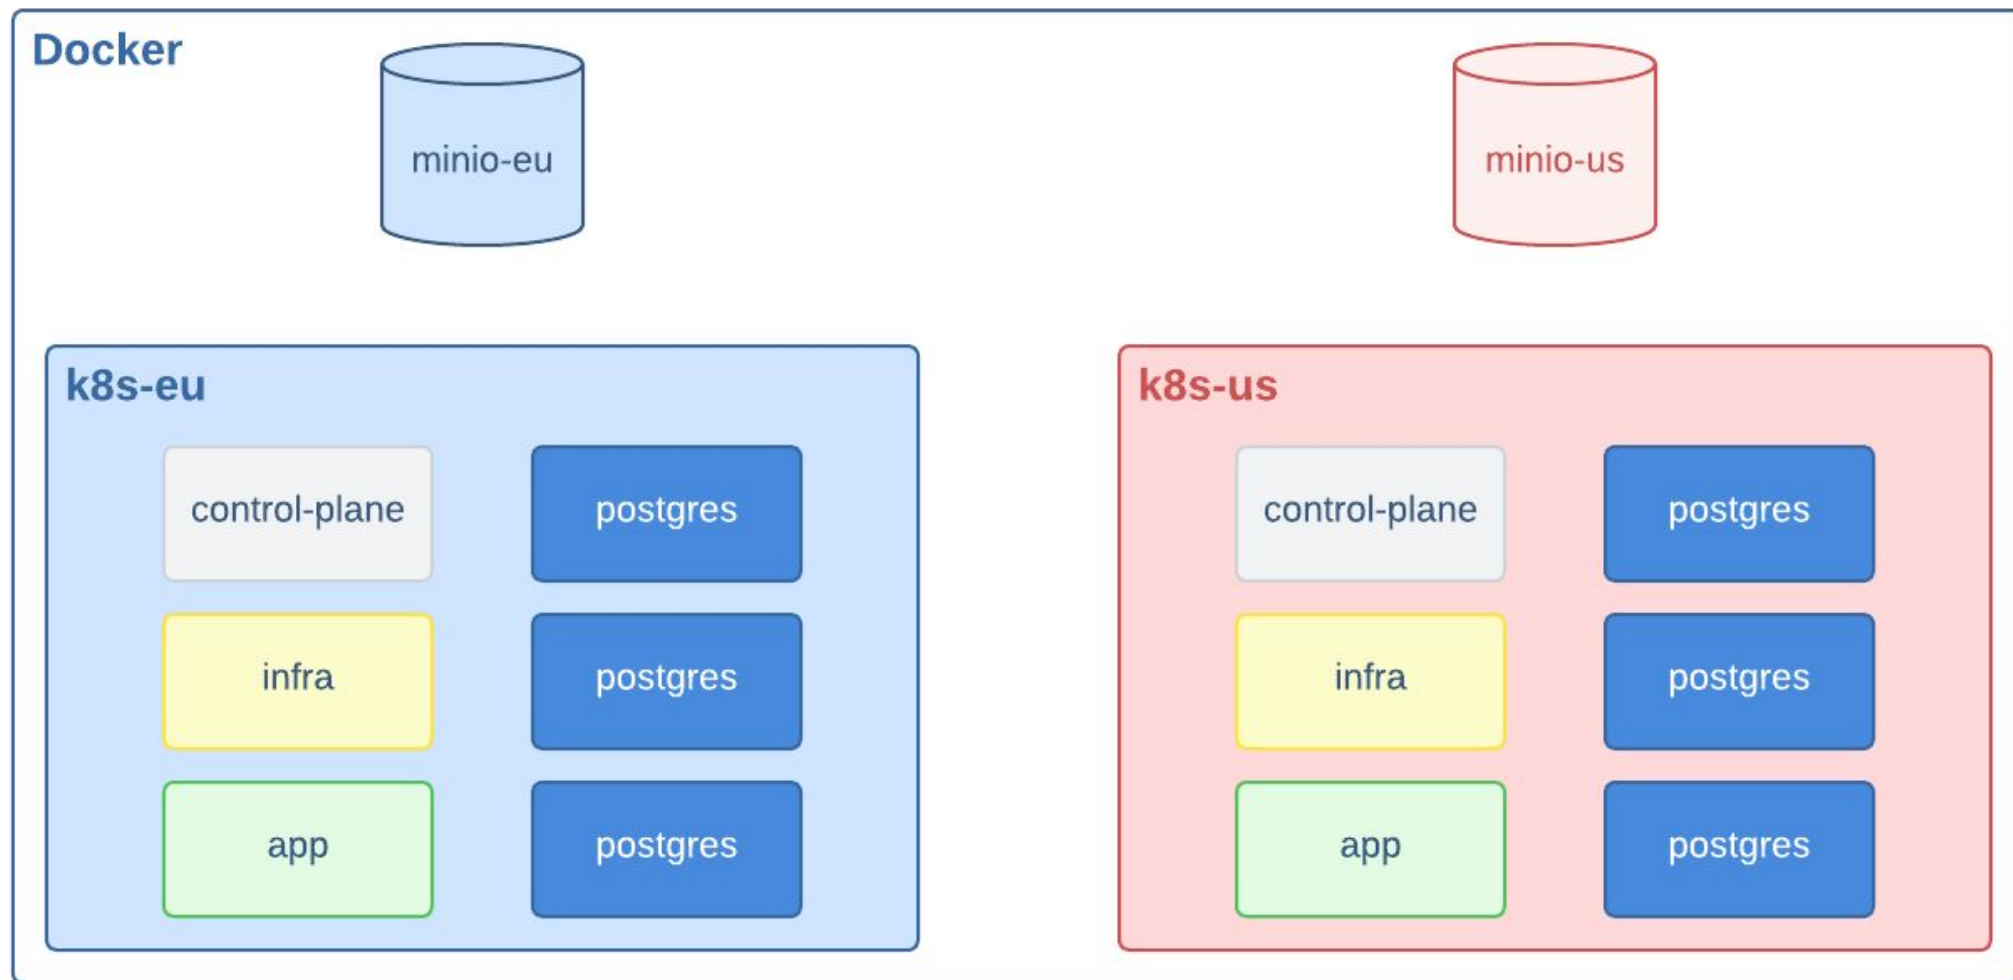 Docker
minio-eu
minio-us
k8s-eu
control-plane
postgres
infra
postgres
app
postgres
k8s-us
control-plane
postgres
infra
postgres
app
postgres